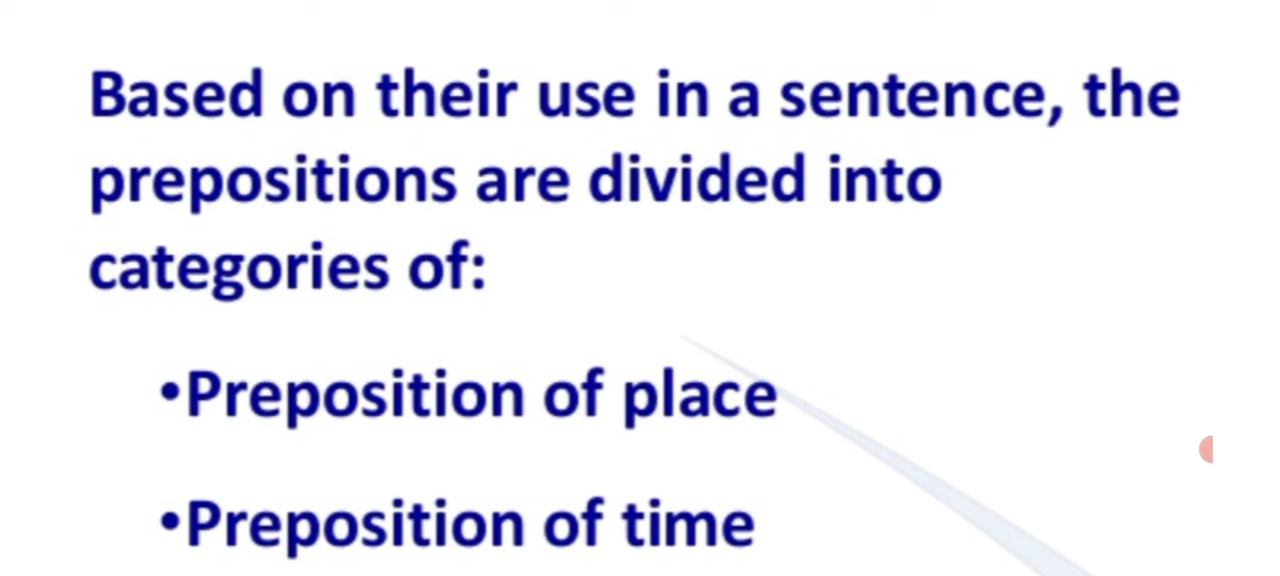 Based on their use in a sentence, the
prepositions are divided into
categories of:
•Preposition of place
•Preposition of time